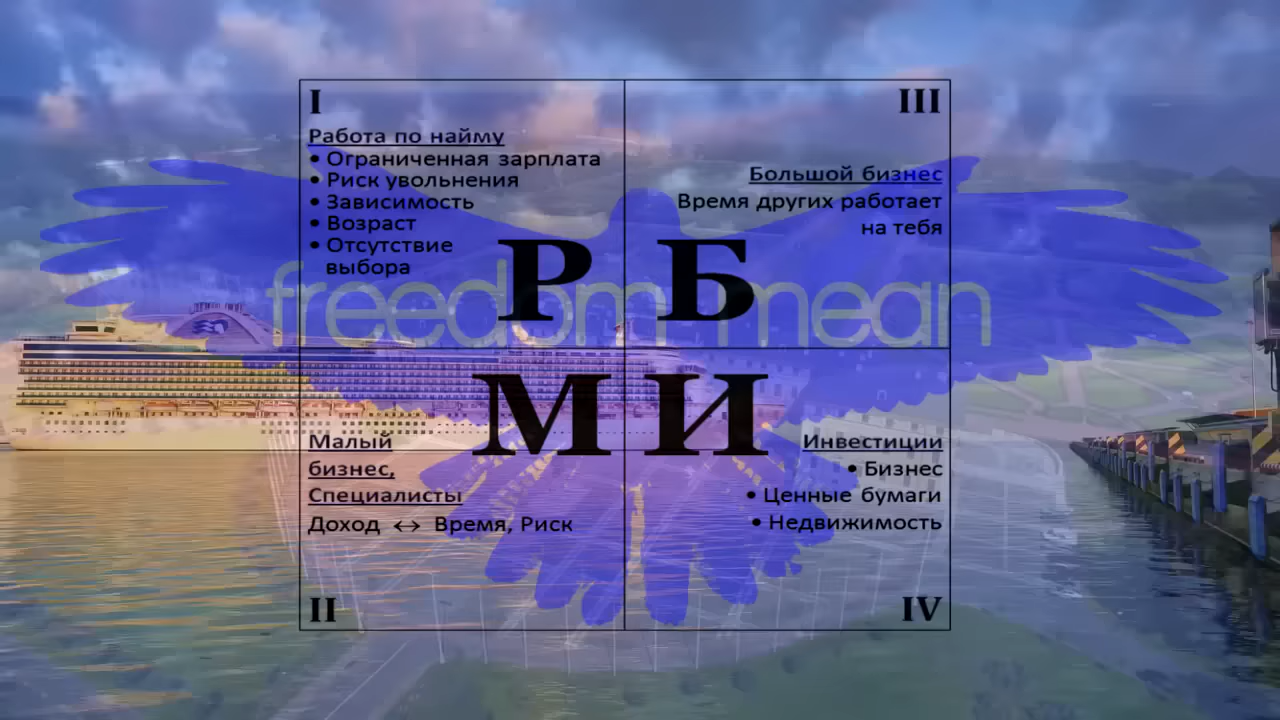 I
Работа по найму
• Ограниченная зарплата
• Риск увольнения
• Зависимость
• Возраст
• Отсутствие
выбора
Р
III
Большой бизнес
Время других работает
на тебя
Б
freedom mean
М
Малый
бизнес,
Специалисты
Доход ↔ Время, Риск
II
И
Инвестиции
• Бизнес
• Ценные бумаги
• Недвижимость
IV